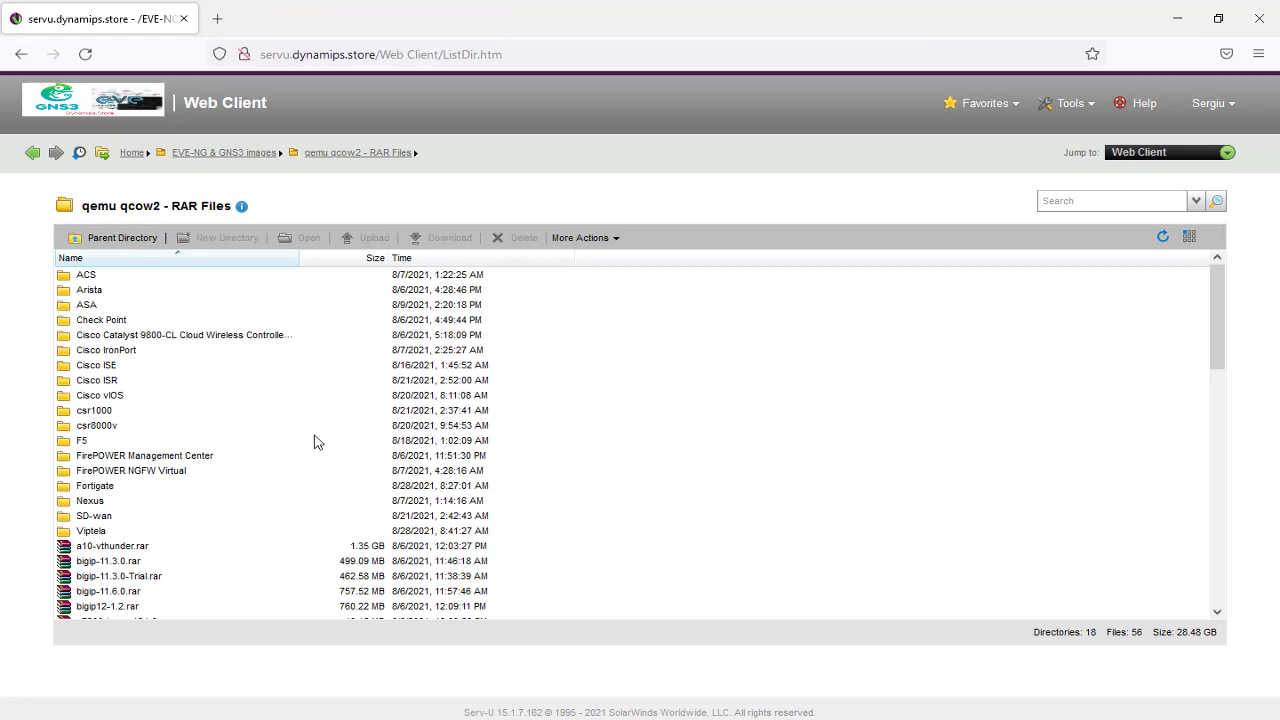 servu.dynamips.store - /EVE-NG
servu.dynamips.store/Web Client/ListDir.htm
GNS3
eve
Dynamips.Store
Web Client
Favorites
Tools
Help
Sergiu
Home
EVE-NG & GNS3 images
qemu qcow2 - RAR Files
Jump to:
Web Client
qemu qcow2 - RAR Files
Search
Parent Directory
New Directory
Open
Upload
Download
Delete
More Actions
Name Size Time
ACS 8/7/2021, 1:22:25 AM
Arista 8/6/2021, 4:28:46 PM
ASA 8/9/2021, 2:20:18 PM
Check Point 8/6/2021, 4:49:44 PM
Cisco Catalyst 9800-CL Cloud Wireless Controlle... 8/6/2021, 5:18:09 PM
Cisco IronPort 8/7/2021, 2:25:27 AM
Cisco ISE 8/16/2021, 1:45:52 AM
Cisco ISR 8/21/2021, 2:52:00 AM
Cisco vIOS 8/20/2021, 8:11:08 AM
csr1000 8/21/2021, 2:37:41 AM
csr8000v 8/20/2021, 9:54:53 AM
F5 8/18/2021, 1:02:09 AM
FirePOWER Management Center 8/6/2021, 11:51:30 PM
FirePOWER NGFW Virtual 8/7/2021, 4:28:16 AM
Fortigate 8/28/2021, 8:27:01 AM
Nexus 8/7/2021, 1:14:16 AM
SD-wan 8/21/2021, 2:42:43 AM
Viptela 8/28/2021, 8:41:27 AM
a10-vthunder.rar 1.35 GB 8/6/2021, 12:03:27 PM
bigip-11.3.0.rar 499.09 MB 8/6/2021, 11:46:18 AM
bigip-11.3.0-Trial.rar 462.58 MB 8/6/2021, 11:38:39 AM
bigip-11.6.0.rar 757.52 MB 8/6/2021, 11:57:46 AM
bigip12-1.2.rar 760.22 MB 8/6/2021, 12:09:11 PM
Directories: 18 Files: 56 Size: 28.48 GB
Serv-U 15.1.7.162 © 1995 - 2021 SolarWinds Worldwide, LLC. All rights reserved.